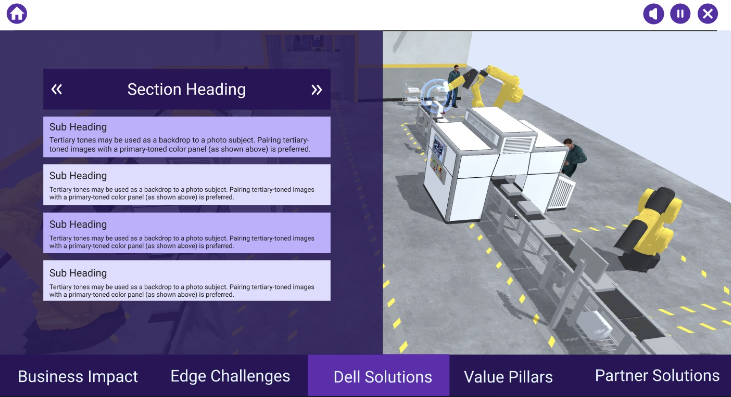 « Section Heading »
Sub Heading
Tertiary tones may be used as a backdrop to a photo subject. Pairing tertiary-
toned images with a primary-toned color panel (as shown above) is preferred.
Sub Heading
Tertiary tones may be used as a backdrop to a photo subject. Pairing tertiary-toned images
with a primary-toned color panel (as shown above) is preferred.
Sub Heading
Tertiary tones may be used as a backdrop to a photo subject. Pairing tertiary-toned images
with a primary-toned color panel (as shown above) is preferred.
Sub Heading
Tertiary tones may be used as a backdrop to a photo subject. Pairing tertiary-toned images
with a primary-toned color panel (as shown above) is preferred.
Business Impact Edge Challenges Dell Solutions Value Pillars Partner Solutions